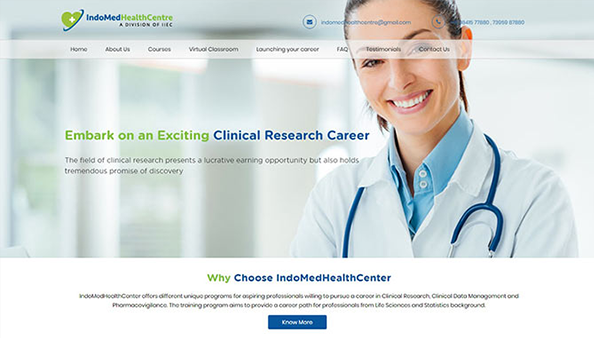 IndoMedHealthCentre
A DIVISION OF IIEC
indomedhealthcentre@gmail.com
77880, 73959 87880
Home About Us Courses Virtual Classroom Launching your career FAQ Testimonials Contact Us
Embark on an Exciting Clinical Research Career
The field of clinical research presents a lucrative earning opportunity but also holds
tremendous promise of discovery
Why Choose IndoMedHealthCenter
IndoMedHealthCenter offers different unique programs for aspiring professionals willing to pursue a career in Clinical Research, Clinical Data Management and
Pharmacovigilance. The training program aims to provide a career path for professionals from Life Sciences and Statistics background.
Know More